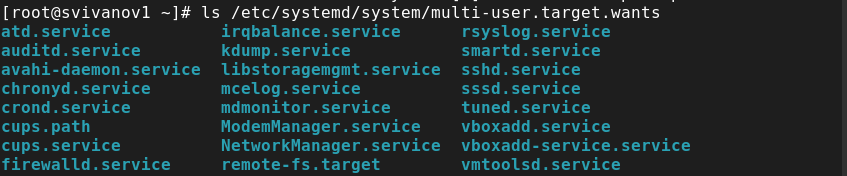 [root@svivanov1 ~]# ls /etc/systemd/system/multi-user.target.wants
atd.service irqbalance.service rsyslog.service
auditd.service kdump.service smartd.service
avahi-daemon.service libstoragemgmt.service sshd.service
chronyd.service mcelog.service sssd.service
crond.service mdmonitor.service tuned.service
cups.path ModemManager.service vboxadd.service
cups.service NetworkManager.service vboxadd-service.service
firewalld.service remote-fs.target vmtoolsd.service